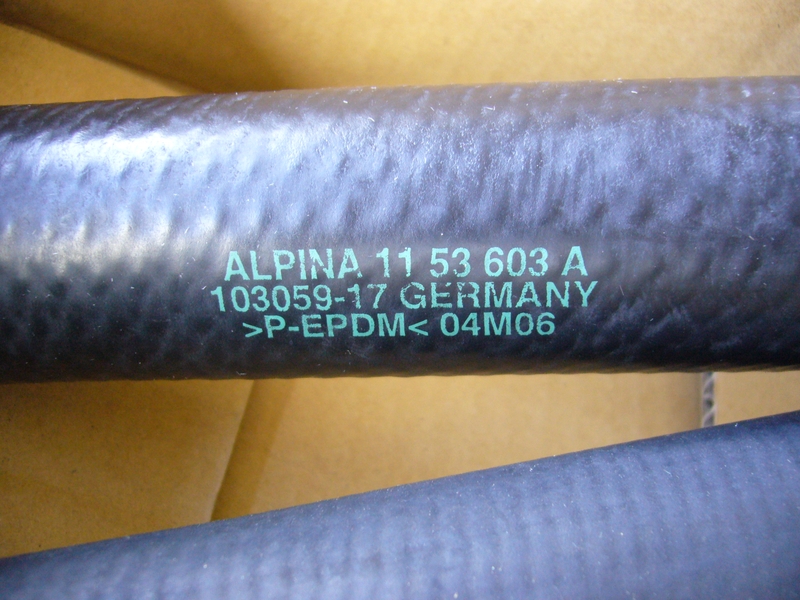 ALPINA 11 53 603 A
103059-17 GERMANY
>P-EPDM< 04M06